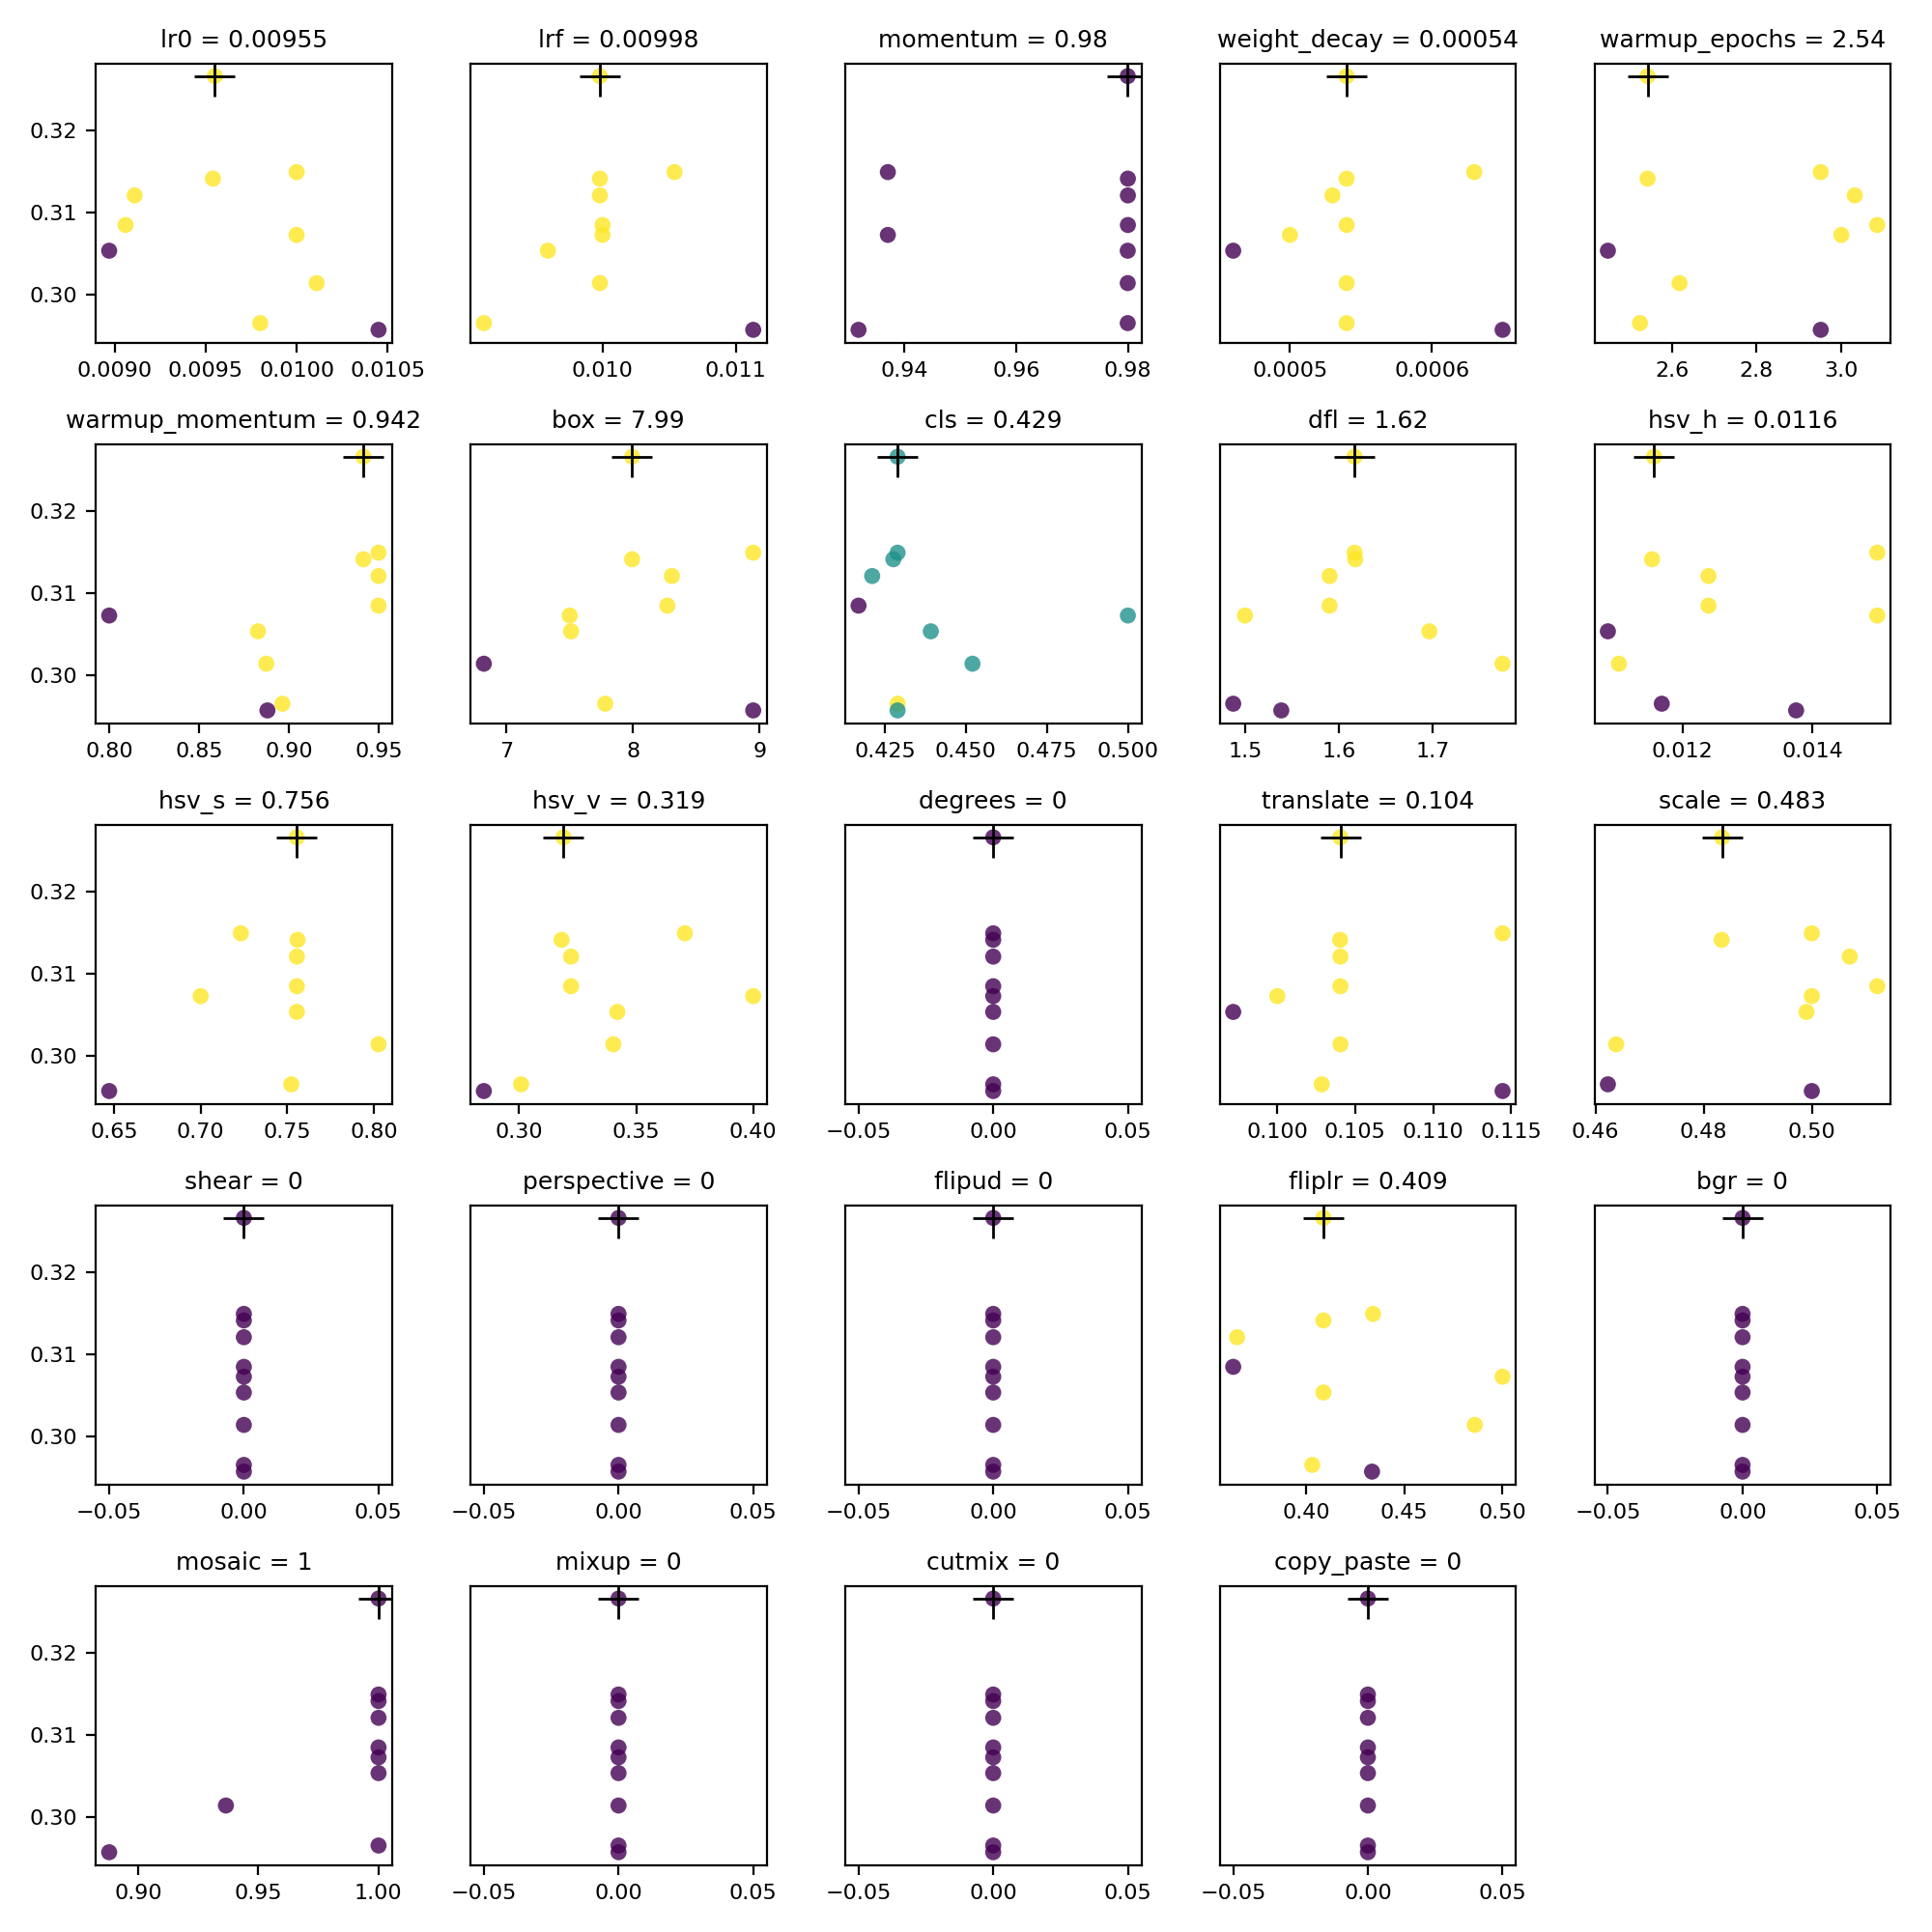 lr0 = 0.00955
lrf = 0.00998
momentum = 0.98
weight_decay = 0.00054
warmup_epochs = 2.54
0.32
0.31
0.30
0.0090 0.0095 0.0100 0.0105
0.010 0.011
0.94 0.96 0.98
0.0005 0.0006
2.6 2.8 3.0
warmup_momentum = 0.942
box = 7.99
cls = 0.429
dfl = 1.62
hsv_h = 0.0116
0.32
0.31
0.30
0.80 0.85 0.90 0.95
7 8 9
0.425 0.450 0.475 0.500
1.5 1.6 1.7
0.012 0.014
hsv_s = 0.756
hsv_v = 0.319
degrees = 0
translate = 0.104
scale = 0.483
0.32
0.31
0.30
0.65 0.70 0.75 0.80
0.30 0.35 0.40
−0.05 0.00 0.05
0.100 0.105 0.110 0.115
0.46 0.48 0.50
shear = 0
perspective = 0
flipud = 0
fliplr = 0.409
bgr = 0
0.32
0.31
0.30
−0.05 0.00 0.05
−0.05 0.00 0.05
−0.05 0.00 0.05
0.40 0.45 0.50
−0.05 0.00 0.05
mosaic = 1
mixup = 0
cutmix = 0
copy_paste = 0
0.32
0.31
0.30
0.90 0.95 1.00
−0.05 0.00 0.05
−0.05 0.00 0.05
−0.05 0.00 0.05